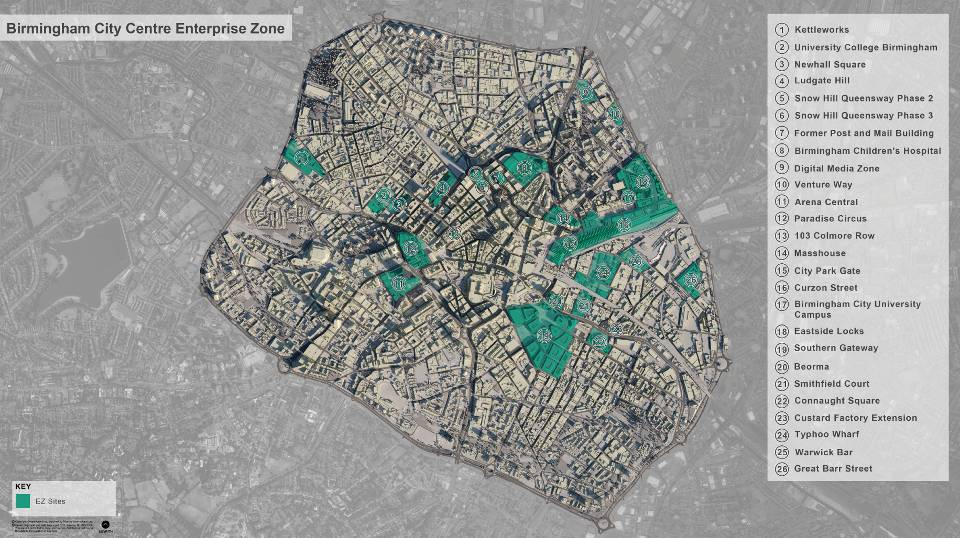 Birmingham City Centre Enterprise Zone
1 Kettleworks
2 University College Birmingham
3 Newhall Square
4 Ludgate Hill
5 Snow Hill Queensway Phase 2
6 Snow Hill Queensway Phase 3
7 Former Post and Mail Building
8 Birmingham Children's Hospital
9 Digital Media Zone
10 Venture Way
11 Arena Central
12 Paradise Circus
13 103 Colmore Row
14 Masshouse
15 City Park Gate
16 Curzon Street
17 Birmingham City University
Campus
18 Eastside Locks
19 Southern Gateway
20 Beorma
21 Smithfield Court
22 Connaught Square
23 Custard Factory Extension
24 Typhoo Wharf
25 Warwick Bar
26 Great Barr Street
KEY
EZ Sites